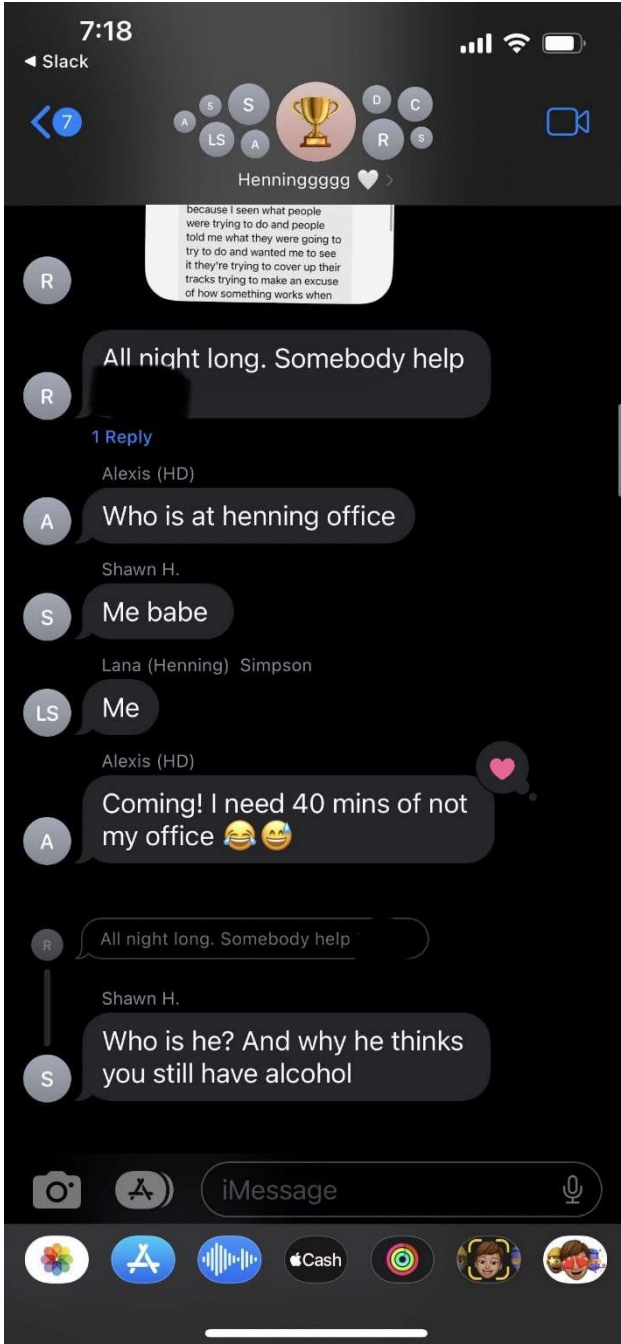 7:18
◀ Slack
7
A
S
S
LS
A
D
C
R
S
Henninggggg 🤍 >
because I seen what people
were trying to do and people
told me what they were going to
try to do and wanted me to see
it they're trying to cover up their
tracks trying to make an excuse
of how something works when
R
All night long. Somebody help
R
1 Reply
Alexis (HD)
Who is at henning office
A
Shawn H.
Me babe
S
Lana (Henning) Simpson
Me
LS
Alexis (HD)
Coming! I need 40 mins of not
my office 😂😅
A
R
All night long. Somebody help
Shawn H.
Who is he? And why he thinks
you still have alcohol
S
iMessage
Cash